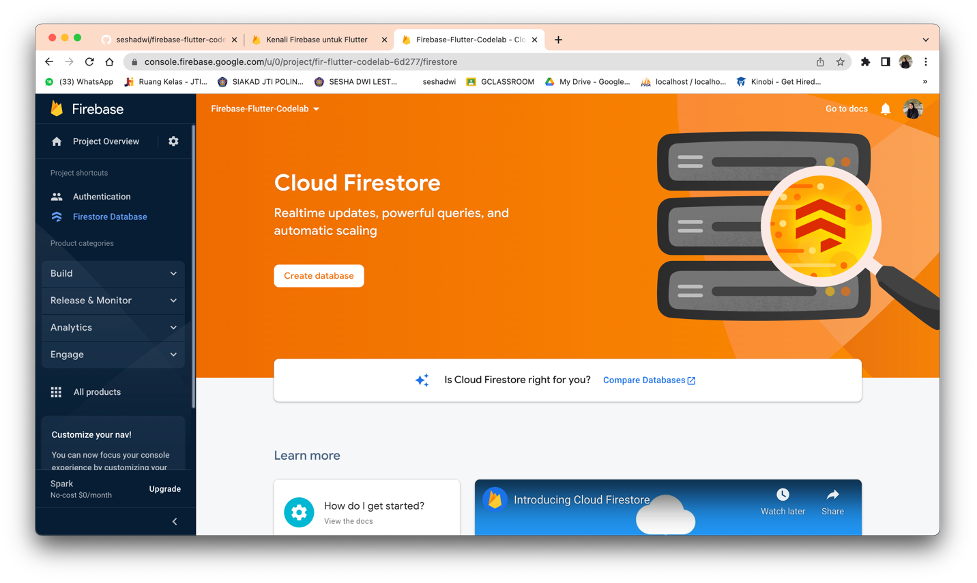 seshadwi/firebase-flutter-code
Kenali Firebase untuk Flutter
Firebase-Flutter-Codelab - Clo
console.firebase.google.com/u/0/project/fir-flutter-codelab-6d277/firestore
(33) WhatsApp
Ruang Kelas - JTI...
SIAKAD JTI POLIN...
SESHA DWI LEST...
seshadwi
GCLASSROOM
My Drive - Google...
localhost / localho...
Kinobi - Get Hired...
»
Firebase
Project Overview
Project shortcuts
Authentication
Firestore Database
Product categories
Build
Release & Monitor
Analytics
Engage
All products
Customize your nav!
You can now focus your console
experience by customizing your
Spark
No-cost $0/month
Upgrade
Firebase-Flutter-Codelab
Go to docs
Cloud Firestore
Realtime updates, powerful queries, and
automatic scaling
Create database
Is Cloud Firestore right for you? Compare Databases
Learn more
How do I get started?
View the docs
Introducing Cloud Firestore
Watch later
Share